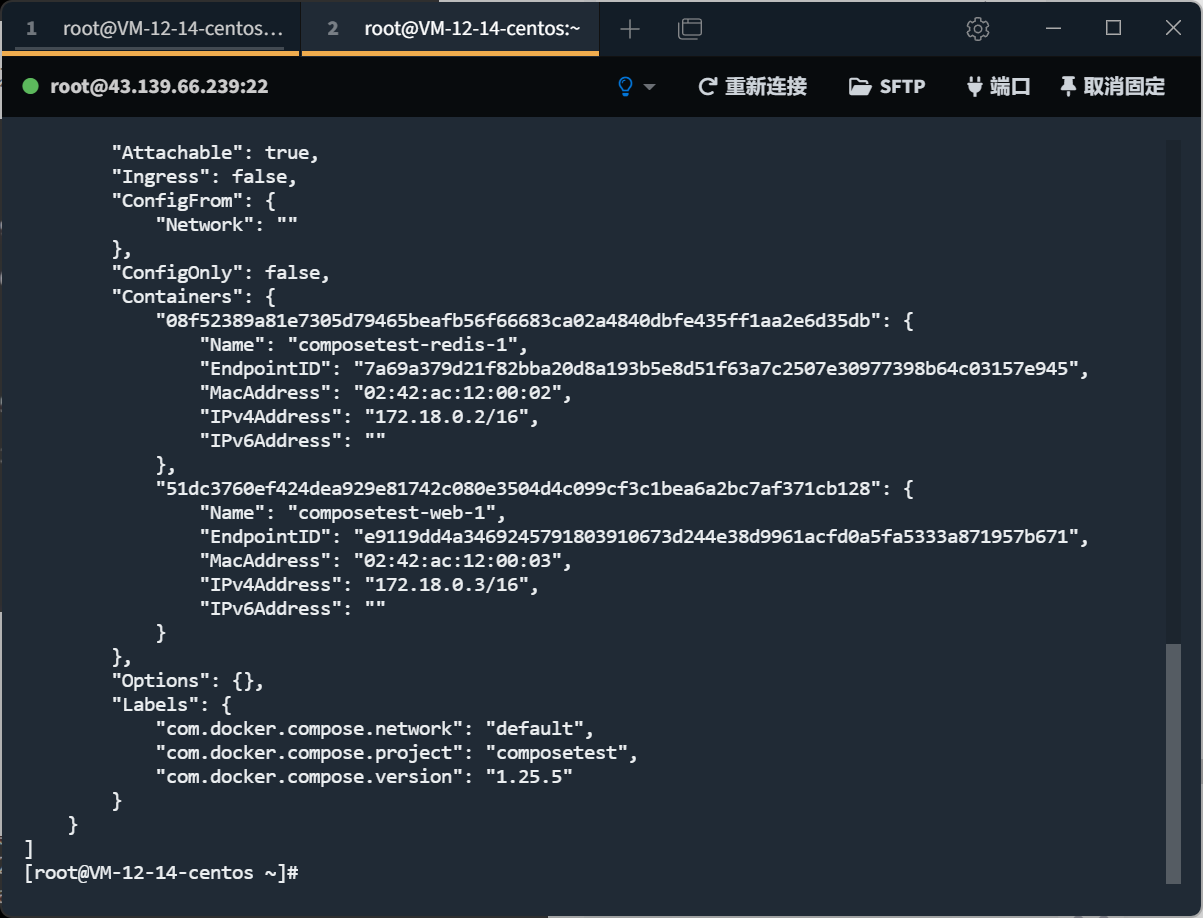 1 root@VM-12-14-centos… 2 root@VM-12-14-centos:~
root@43.139.66.239:22 重新连接 SFTP 端口 取消固定
        "Attachable": true,
        "Ingress": false,
        "ConfigFrom": {
            "Network": ""
        },
        "ConfigOnly": false,
        "Containers": {
            "08f52389a81e7305d79465beafb56f66683ca02a4840dbfe435ff1aa2e6d35db": {
                "Name": "composetest-redis-1",
                "EndpointID": "7a69a379d21f82bba20d8a193b5e8d51f63a7c2507e30977398b64c03157e945",
                "MacAddress": "02:42:ac:12:00:02",
                "IPv4Address": "172.18.0.2/16",
                "IPv6Address": ""
            },
            "51dc3760ef424dea929e81742c080e3504d4c099cf3c1bea6a2bc7af371cb128": {
                "Name": "composetest-web-1",
                "EndpointID": "e9119dd4a3469245791803910673d244e38d9961acfd0a5fa5333a871957b671",
                "MacAddress": "02:42:ac:12:00:03",
                "IPv4Address": "172.18.0.3/16",
                "IPv6Address": ""
            }
        },
        "Options": {},
        "Labels": {
            "com.docker.compose.network": "default",
            "com.docker.compose.project": "composetest",
            "com.docker.compose.version": "1.25.5"
        }
    }
]
[root@VM-12-14-centos ~]#